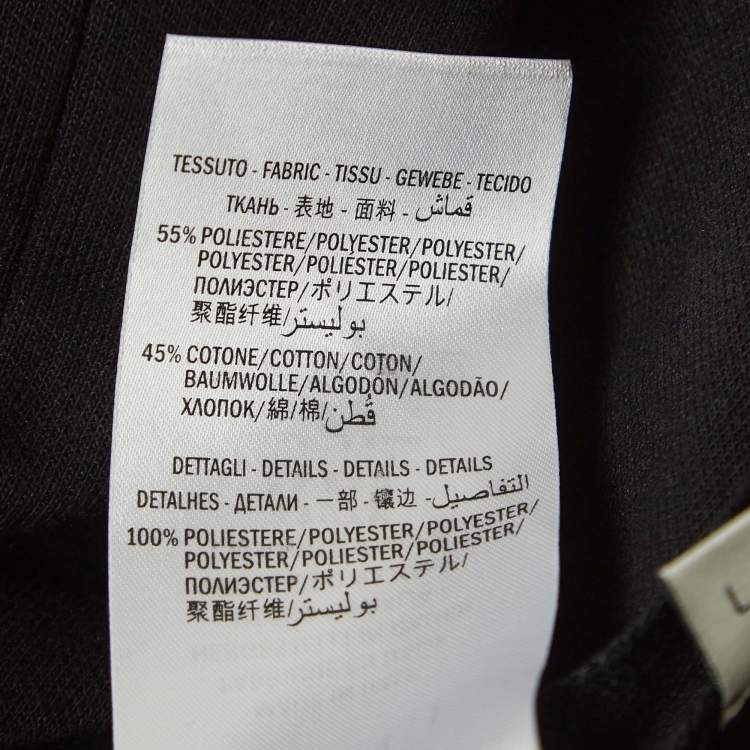 TESSUTO - FABRIC - TISSU - GEWEBE - TECIDO
ТКАНЬ - 表地 - 面料 - قماش
55% POLIESTERE/POLYESTER/POLYESTER/
POLYESTER/POLIÉSTER/POLIÉSTER/
ПОЛИЭСТЕР/ポリエステル/
聚酯纤维/بوليستر
45% COTONE/COTTON/COTON/
BAUMWOLLE/ALGODÓN/ALGODÃO/
ХЛОПОК/綿/棉/قُطن
DETTAGLI - DETAILS - DETAILS - DETAILS
DETALHES - ДЕТАЛИ - 一部 - 镶边 - التفاصيل
100% POLIESTERE/POLYESTER/POLYESTER/
POLYESTER/POLIÉSTER/POLIÉSTER/
ПОЛИЭСТЕР/ポリエステル/
聚酯纤维/بوليستر